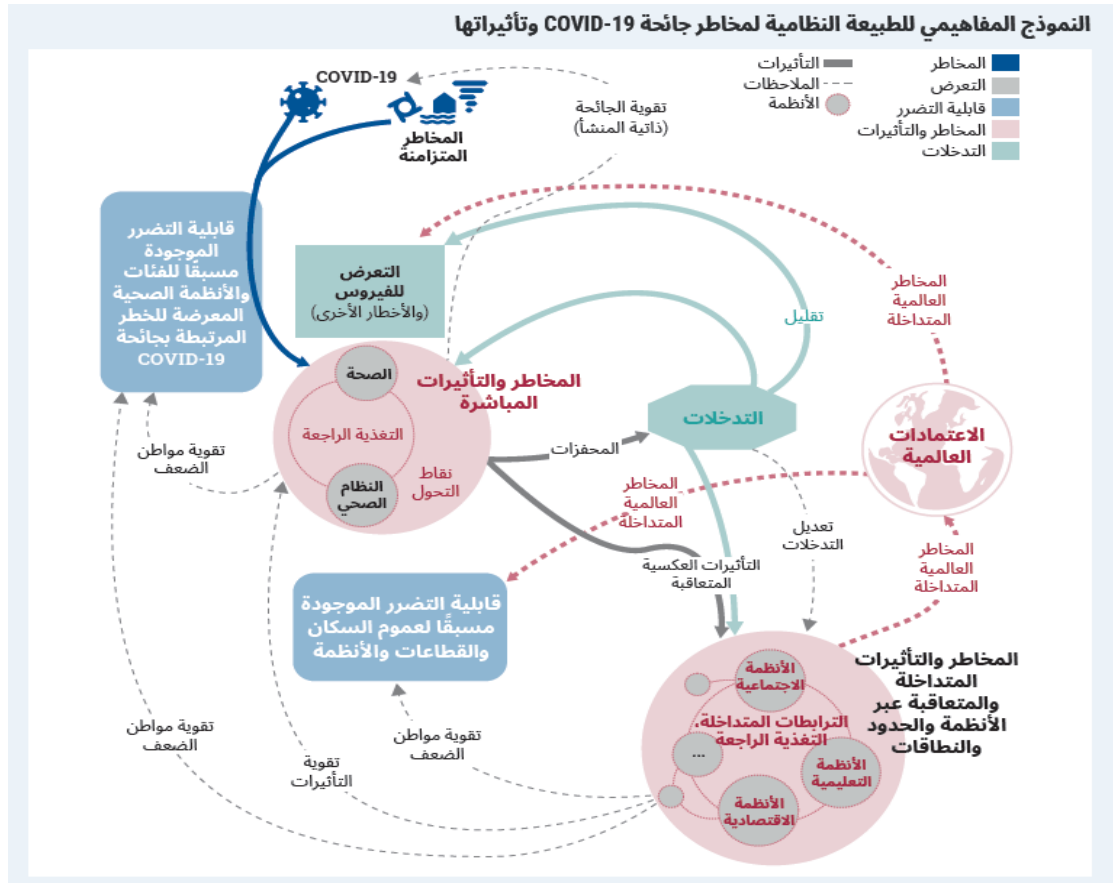 النموذج المفاهيمي للطبيعة النظامية لمخاطر جائحة COVID-19 وتأثيراتها
المخاطر
التعرض
قابلية التضرر
المخاطر والتأثيرات
التدخلات
التأثيرات
الملاحظات
الأنظمة
COVID-19
المخاطر
المتزامنة
تقوية الجائحة
(ذاتية المنشأ)
قابلية التضرر
الموجودة
مسبقًا للفئات
والأنظمة الصحية
المعرضة للخطر
المرتبطة بجائحة
COVID-19
التعرض
للفيروس
(والأخطار الأخرى)
المخاطر
العالمية
المتداخلة
تقليل
الصحة
المخاطر والتأثيرات
المباشرة
التغذية الراجعة
نقاط
التحول
النظام
الصحي
التدخلات
الاعتمادات
العالمية
المحفزات
تقوية مواطن
الضعف
المخاطر
العالمية
المتداخلة
تعديل
التدخلات
المخاطر
العالمية
المتداخلة
التأثيرات العكسية
المتعاقبة
قابلية التضرر الموجودة
مسبقًا لعموم السكان
والقطاعات والأنظمة
المخاطر والتأثيرات
المتداخلة
والمتعاقبة عبر
الأنظمة والحدود
والنطاقات
الأنظمة
الاجتماعية
الترابطات المتداخلة،
التغذية الراجعة
...
الأنظمة
التعليمية
الأنظمة
الاقتصادية
تقوية مواطن
الضعف
تقوية
التأثيرات
تقوية مواطن
الضعف